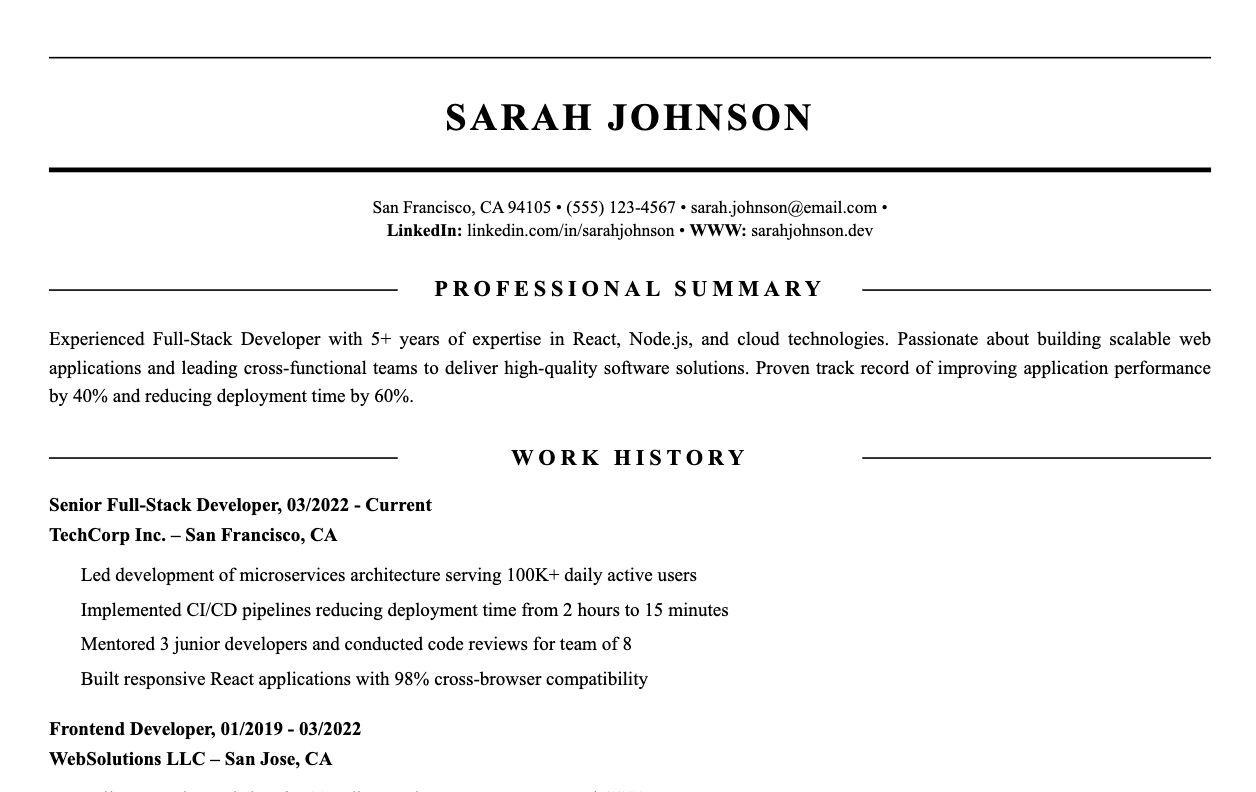 SARAH JOHNSON
San Francisco, CA 94105 • (555) 123-4567 • sarah.johnson@email.com •
LinkedIn: linkedin.com/in/sarahjohnson • WWW: sarahjohnson.dev
PROFESSIONAL SUMMARY
Experienced Full-Stack Developer with 5+ years of expertise in React, Node.js, and cloud technologies. Passionate about building scalable web
applications and leading cross-functional teams to deliver high-quality software solutions. Proven track record of improving application performance
by 40% and reducing deployment time by 60%.
WORK HISTORY
Senior Full-Stack Developer, 03/2022 - Current
TechCorp Inc. – San Francisco, CA
Led development of microservices architecture serving 100K+ daily active users
Implemented CI/CD pipelines reducing deployment time from 2 hours to 15 minutes
Mentored 3 junior developers and conducted code reviews for team of 8
Built responsive React applications with 98% cross-browser compatibility
Frontend Developer, 01/2019 - 03/2022
WebSolutions LLC – San Jose, CA